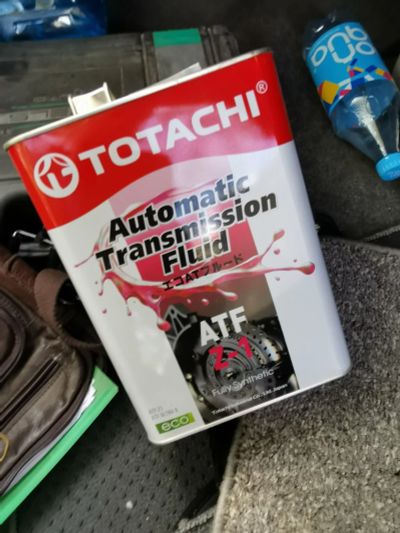 TOTACHI®
Automatic
Transmission
Fluid
エコATフルード
ATF
Z-1
Fully Synthetic
eco